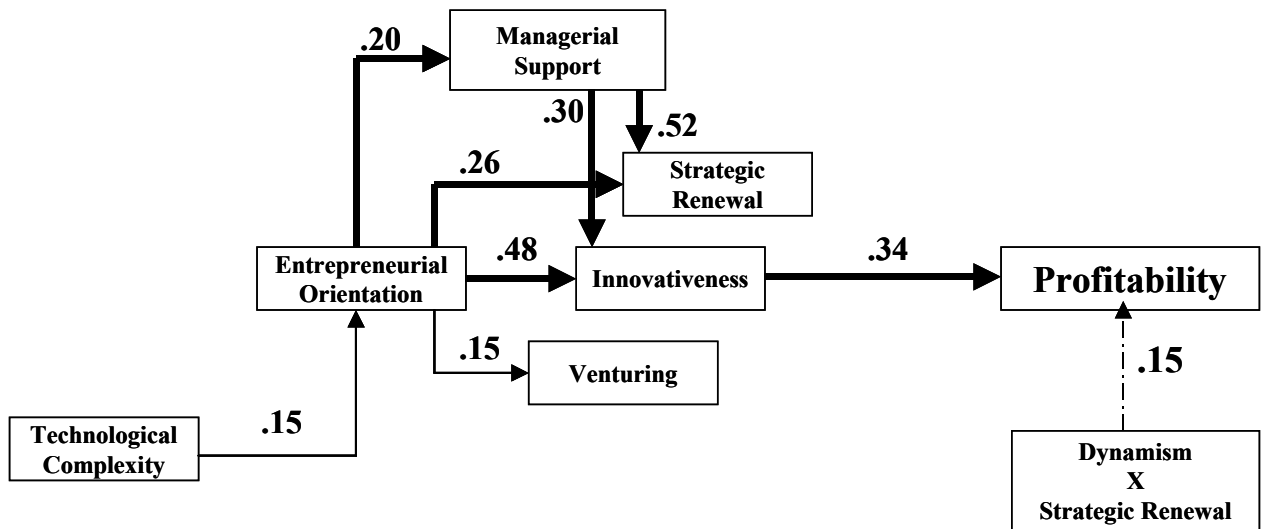 .20
Managerial
Support
.30
.52
.26
Strategic
Renewal
Entrepreneurial
Orientation
.48
Innovativeness
.34
Profitability
.15
Venturing
.15
Technological
Complexity
.15
Dynamism
X
Strategic Renewal